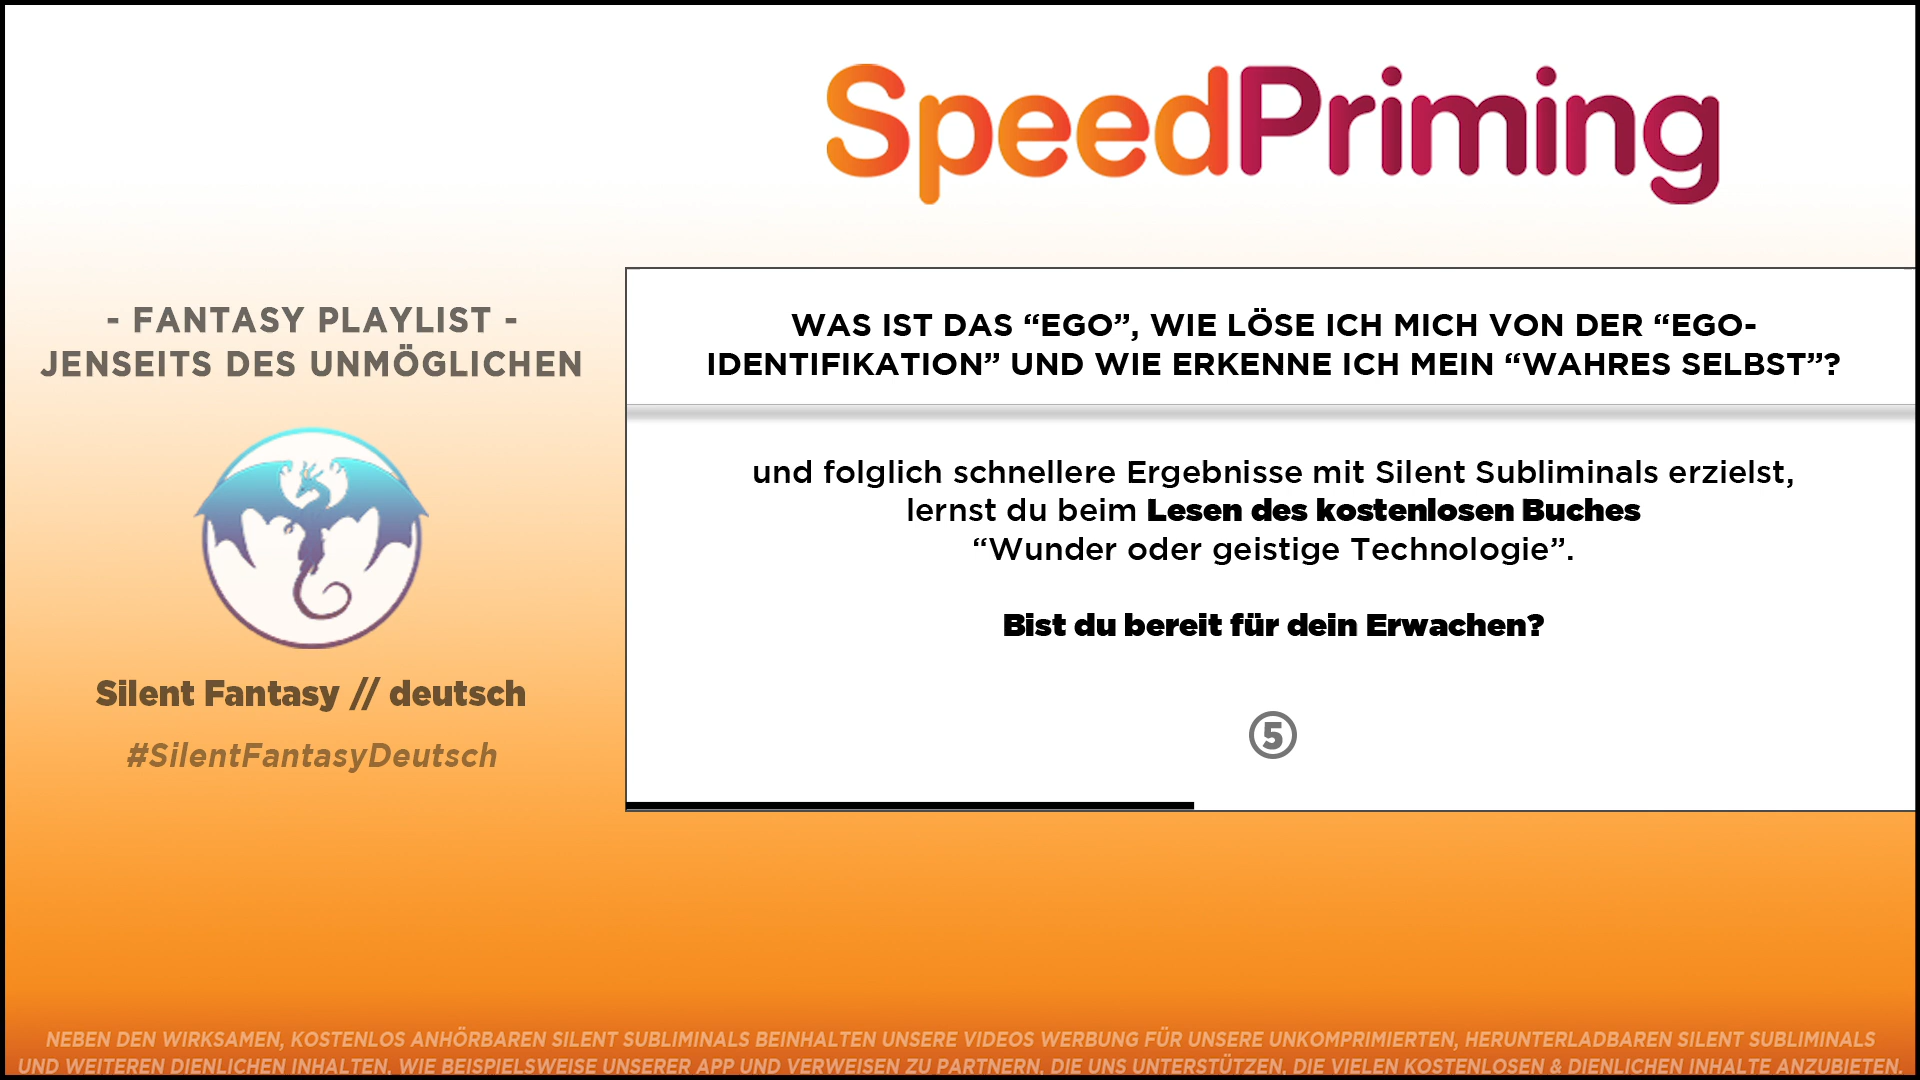 SpeedPriming
- FANTASY PLAYLIST -
JENSEITS DES UNMÖGLICHEN
Silent Fantasy // deutsch
#SilentFantasyDeutsch
WAS IST DAS “EGO”, WIE LÖSE ICH MICH VON DER “EGO-
IDENTIFIKATION” UND WIE ERKENNE ICH MEIN “WAHRES SELBST”?
und folglich schnellere Ergebnisse mit Silent Subliminals erzielst,
lernst du beim Lesen des kostenlosen Buches
“Wunder oder geistige Technologie”.
Bist du bereit für dein Erwachen?
5
NEBEN DEN WIRKSAMEN, KOSTENLOS ANHÖRBAREN SILENT SUBLIMINALS BEINHALTEN UNSERE VIDEOS WERBUNG FÜR UNSERE UNKOMPRIMIERTEN, HERUNTERLADBAREN SILENT SUBLIMINALS
UND WEITEREN DIENLICHEN INHALTEN, WIE BEISPIELSWEISE UNSERER APP UND VERWEISEN ZU PARTNERN, DIE UNS UNTERSTÜTZEN, DIE VIELEN KOSTENLOSEN & DIENLICHEN INHALTE ANZUBIETEN.